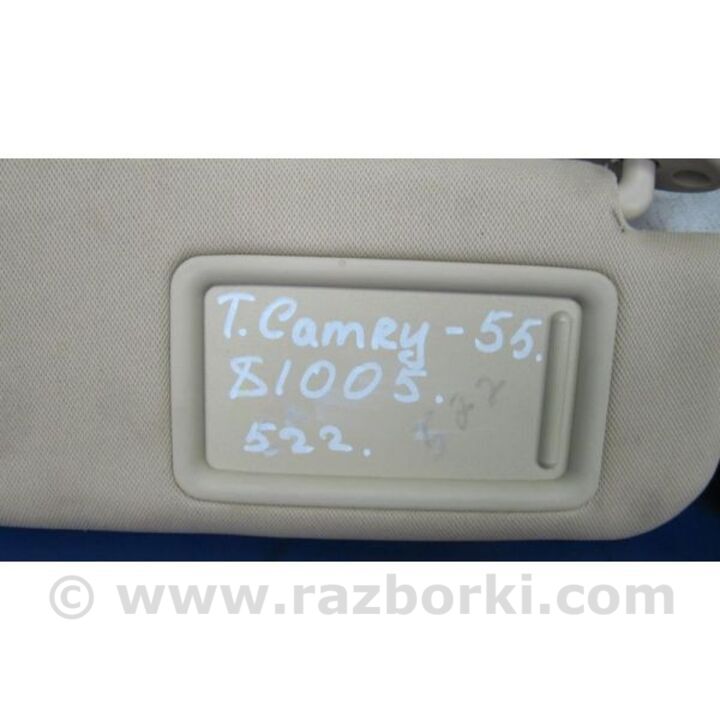 T. Camry - 55.
81005.
522.
© www.razborki.com